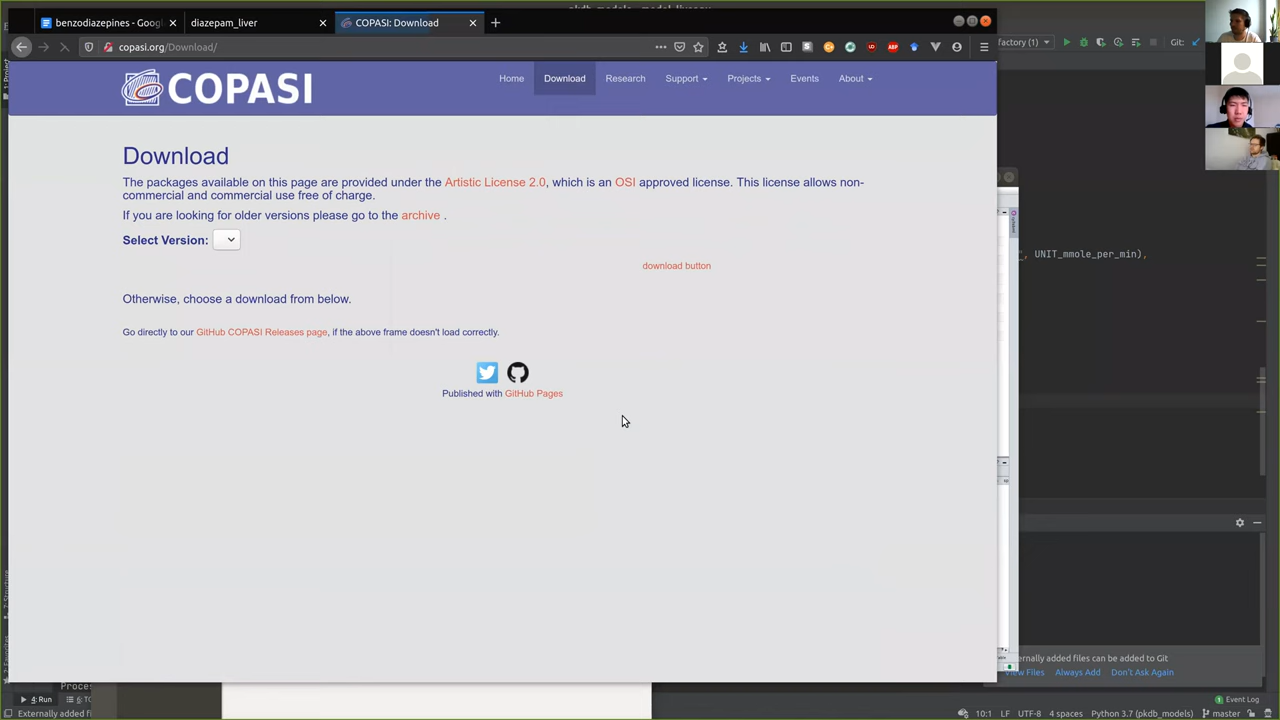 benzodiazepines - Googl
diazepam_liver
COPASI: Download
copasi.org/Download/
factory (1)
Git:
COPASI
Home
Download
Research
Support
Projects
Events
About
Download
The packages available on this page are provided under the Artistic License 2.0, which is an OSI approved license. This license allows non-
commercial and commercial use free of charge.
If you are looking for older versions please go to the archive .
Select Version:
, UNIT_mmole_per_min),
download button
Otherwise, choose a download from below.
Go directly to our GitHub COPASI Releases page, if the above frame doesn't load correctly.
Published with GitHub Pages
ternally added files can be added to Git
View Files
Always Add
Don't Ask Again
Proces
4: Run
6: TO
Event Log
Externally added fi
10:1
LF
UTF-8
4 spaces
Python 3.7 (pkdb_models)
master